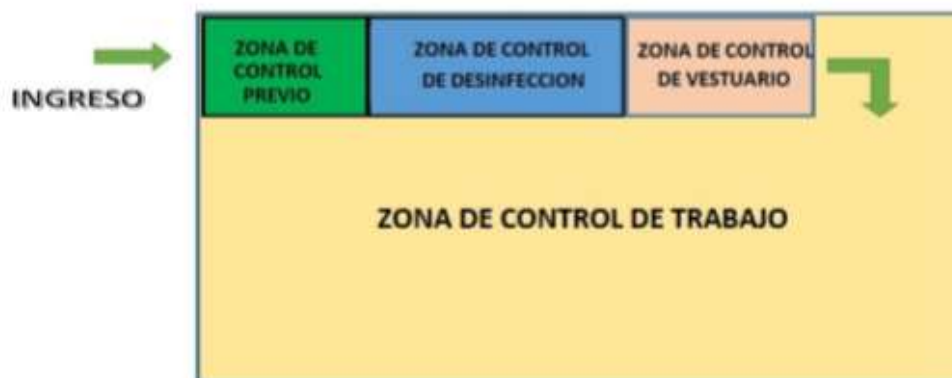 INGRESO
ZONA DE
CONTROL
PREVIO
ZONA DE CONTROL
DE DESINFECCION
ZONA DE CONTROL
DE VESTUARIO
ZONA DE CONTROL DE TRABAJO